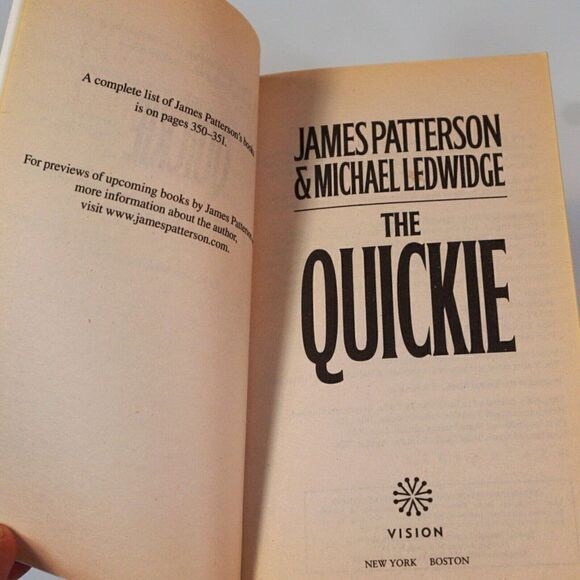 A complete list of James Patterson's books
is on pages 350–351.
For previews of upcoming books by James Patterson
more information about the author,
visit www.jamespatterson.com.
JAMES PATTERSON
& MICHAEL LEDWIDGE
THE
QUICKIE
VISION
NEW YORK BOSTON